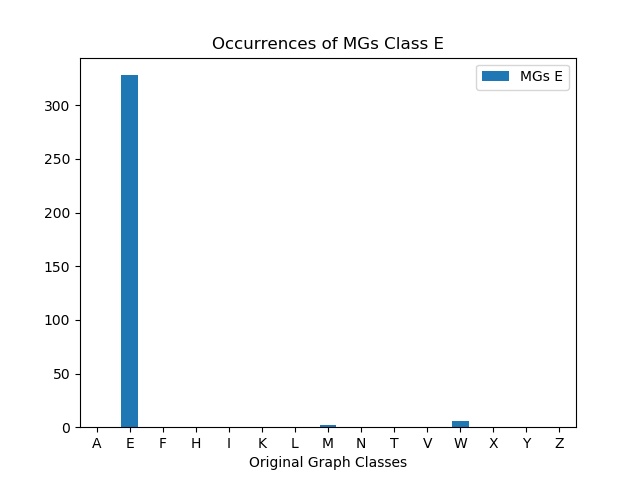 Occurrences of MGs Class E
MGs E
300
250
200
150
100
50
0
A E F H I K L M N T V W X Y Z
Original Graph Classes